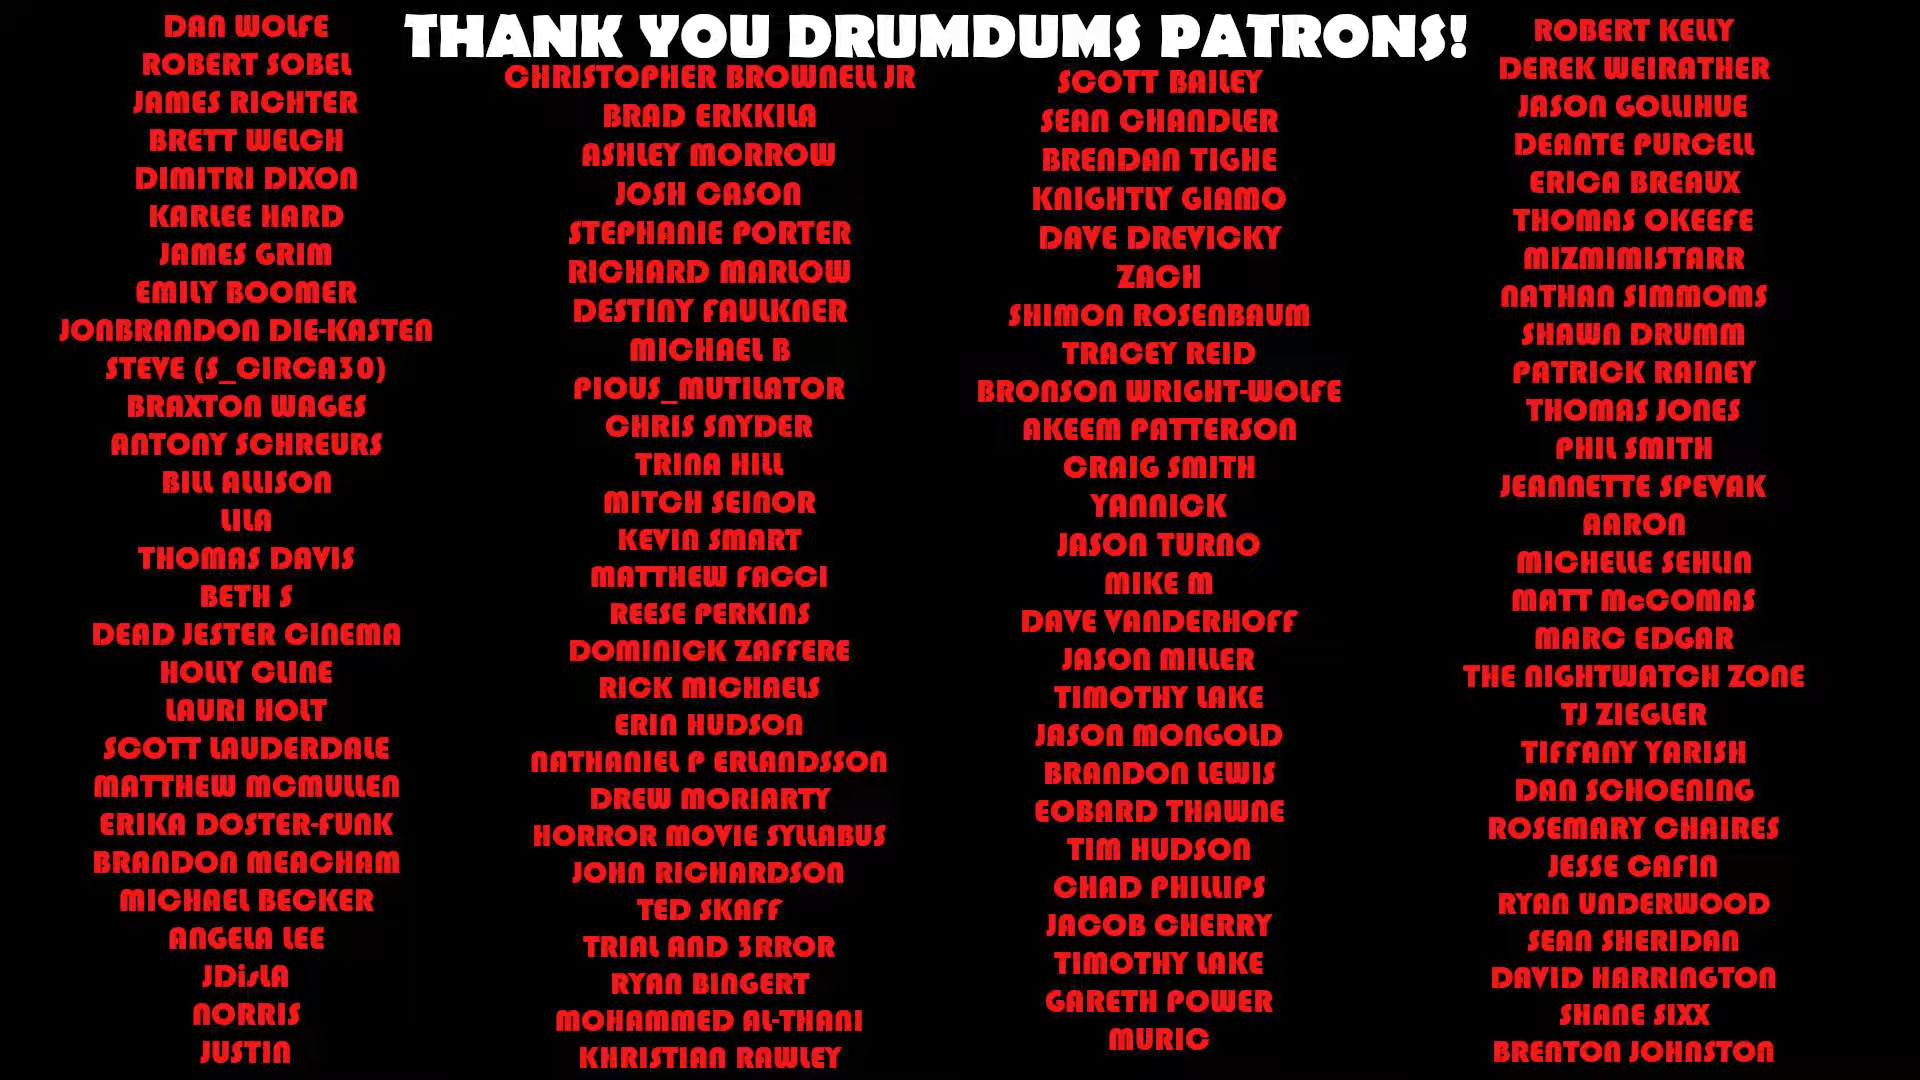 THANK YOU DRUMDUMS PATRONS!
DAN WOLFE
ROBERT SOBEL
JAMES RICHTER
BRETT WELCH
DIMITRI DIXON
KARLEE HARD
JAMES GRIM
EMILY BOOMER
JONBRANDON DIE-KASTEN
STEVE (S_CIRCA30)
BRAXTON WAGES
ANTONY SCHREURS
BILL ALLISON
LILA
THOMAS DAVIS
BETH S
DEAD JESTER CINEMA
HOLLY CLINE
LAURI HOLT
SCOTT LAUDERDALE
MATTHEW MCMULLEN
ERIKA DOSTER-FUNK
BRANDON MEACHAM
MICHAEL BECKER
ANGELA LEE
JDisLA
NORRIS
JUSTIN
CHRISTOPHER BROWNELL JR
BRAD ERKKILA
ASHLEY MORROW
JOSH CASON
STEPHANIE PORTER
RICHARD MARLOW
DESTINY FAULKNER
MICHAEL B
PIOUS_MUTILATOR
CHRIS SNYDER
TRINA HILL
MITCH SEINOR
KEVIN SMART
MATTHEW FACCI
REESE PERKINS
DOMINICK ZAFFERE
RICK MICHAELS
ERIN HUDSON
NATHANIEL P ERLANDSSON
DREW MORIARTY
HORROR MOVIE SYLLABUS
JOHN RICHARDSON
TED SKAFF
TRIAL AND 3RROR
RYAN BINGERT
MOHAMMED AL-THANI
KHRISTIAN RAWLEY
SCOTT BAILEY
SEAN CHANDLER
BRENDAN TIGHE
KNIGHTLY GIAMO
DAVE DREVICKY
ZACH
SHIMON ROSENBAUM
TRACEY REID
BRONSON WRIGHT-WOLFE
AKEEM PATTERSON
CRAIG SMITH
YANNICK
JASON TURNO
MIKE M
DAVE VANDERHOFF
JASON MILLER
TIMOTHY LAKE
JASON MONGOLD
BRANDON LEWIS
EOBARD THAWNE
TIM HUDSON
CHAD PHILLIPS
JACOB CHERRY
TIMOTHY LAKE
GARETH POWER
MURIC
ROBERT KELLY
DEREK WEIRATHER
JASON GOLLIHUE
DEANTE PURCELL
ERICA BREAUX
THOMAS OKEEFE
MIZMIMISTARR
NATHAN SIMMOMS
SHAWN DRUMM
PATRICK RAINEY
THOMAS JONES
PHIL SMITH
JEANNETTE SPEVAK
AARON
MICHELLE SEHLIN
MATT McCOMAS
MARC EDGAR
THE NIGHTWATCH ZONE
TJ ZIEGLER
TIFFANY YARISH
DAN SCHOENING
ROSEMARY CHAIRES
JESSE CAFIN
RYAN UNDERWOOD
SEAN SHERIDAN
DAVID HARRINGTON
SHANE SIXX
BRENTON JOHNSTON